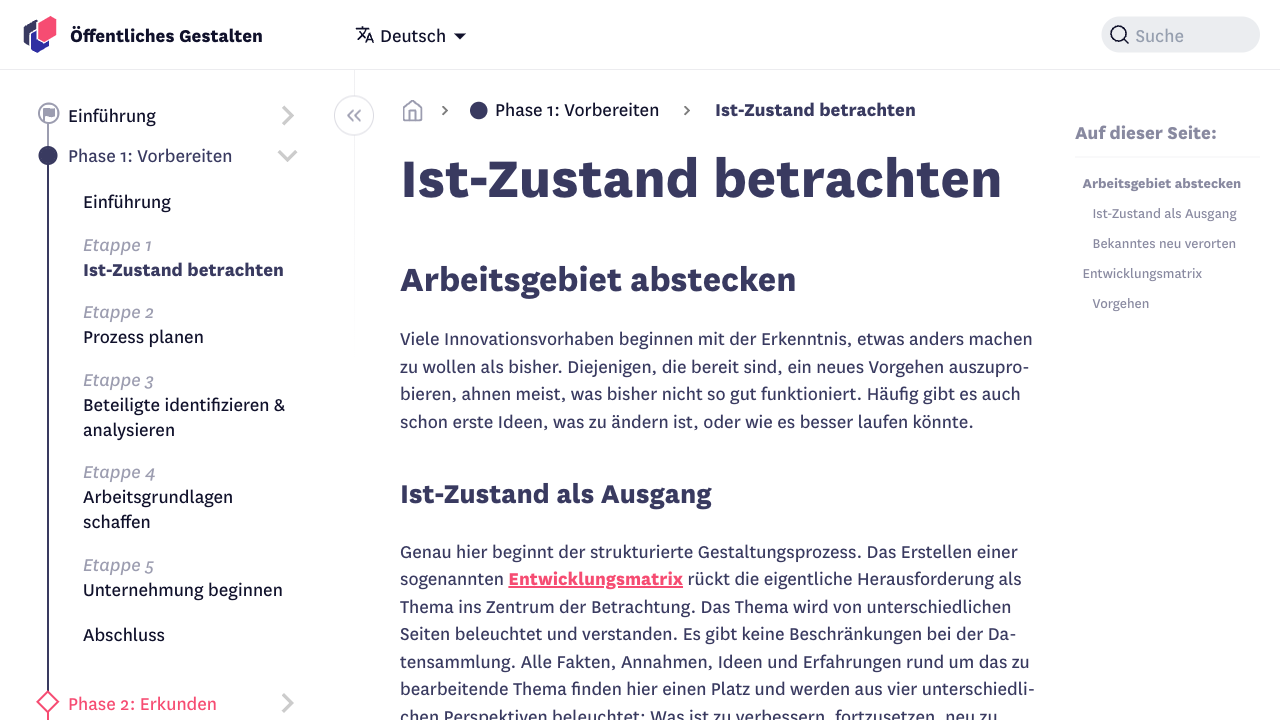 Öffentliches Gestalten
Deutsch
Suche
Einführung
Phase 1: Vorbereiten
Einführung
Etappe 1
Ist-Zustand betrachten
Etappe 2
Prozess planen
Etappe 3
Beteiligte identifizieren &
analysieren
Etappe 4
Arbeitsgrundlagen
schaffen
Etappe 5
Unternehmung beginnen
Abschluss
Phase 2: Erkunden
Phase 1: Vorbereiten
Ist-Zustand betrachten
Ist-Zustand betrachten
Arbeitsgebiet abstecken
Viele Innovationsvorhaben beginnen mit der Erkenntnis, etwas anders machen
zu wollen als bisher. Diejenigen, die bereit sind, ein neues Vorgehen auszupro-
bieren, ahnen meist, was bisher nicht so gut funktioniert. Häufig gibt es auch
schon erste Ideen, was zu ändern ist, oder wie es besser laufen könnte.
Ist-Zustand als Ausgang
Genau hier beginnt der strukturierte Gestaltungsprozess. Das Erstellen einer
sogenannten Entwicklungsmatrix rückt die eigentliche Herausforderung als
Thema ins Zentrum der Betrachtung. Das Thema wird von unterschiedlichen
Seiten beleuchtet und verstanden. Es gibt keine Beschränkungen bei der Da-
tensammlung. Alle Fakten, Annahmen, Ideen und Erfahrungen rund um das zu
bearbeitende Thema finden hier einen Platz und werden aus vier unterschiedli-
chen Perspektiven beleuchtet: Was ist zu verbessern, fortzusetzen, neu zu
Auf dieser Seite:
Arbeitsgebiet abstecken
Ist-Zustand als Ausgang
Bekanntes neu verorten
Entwicklungsmatrix
Vorgehen